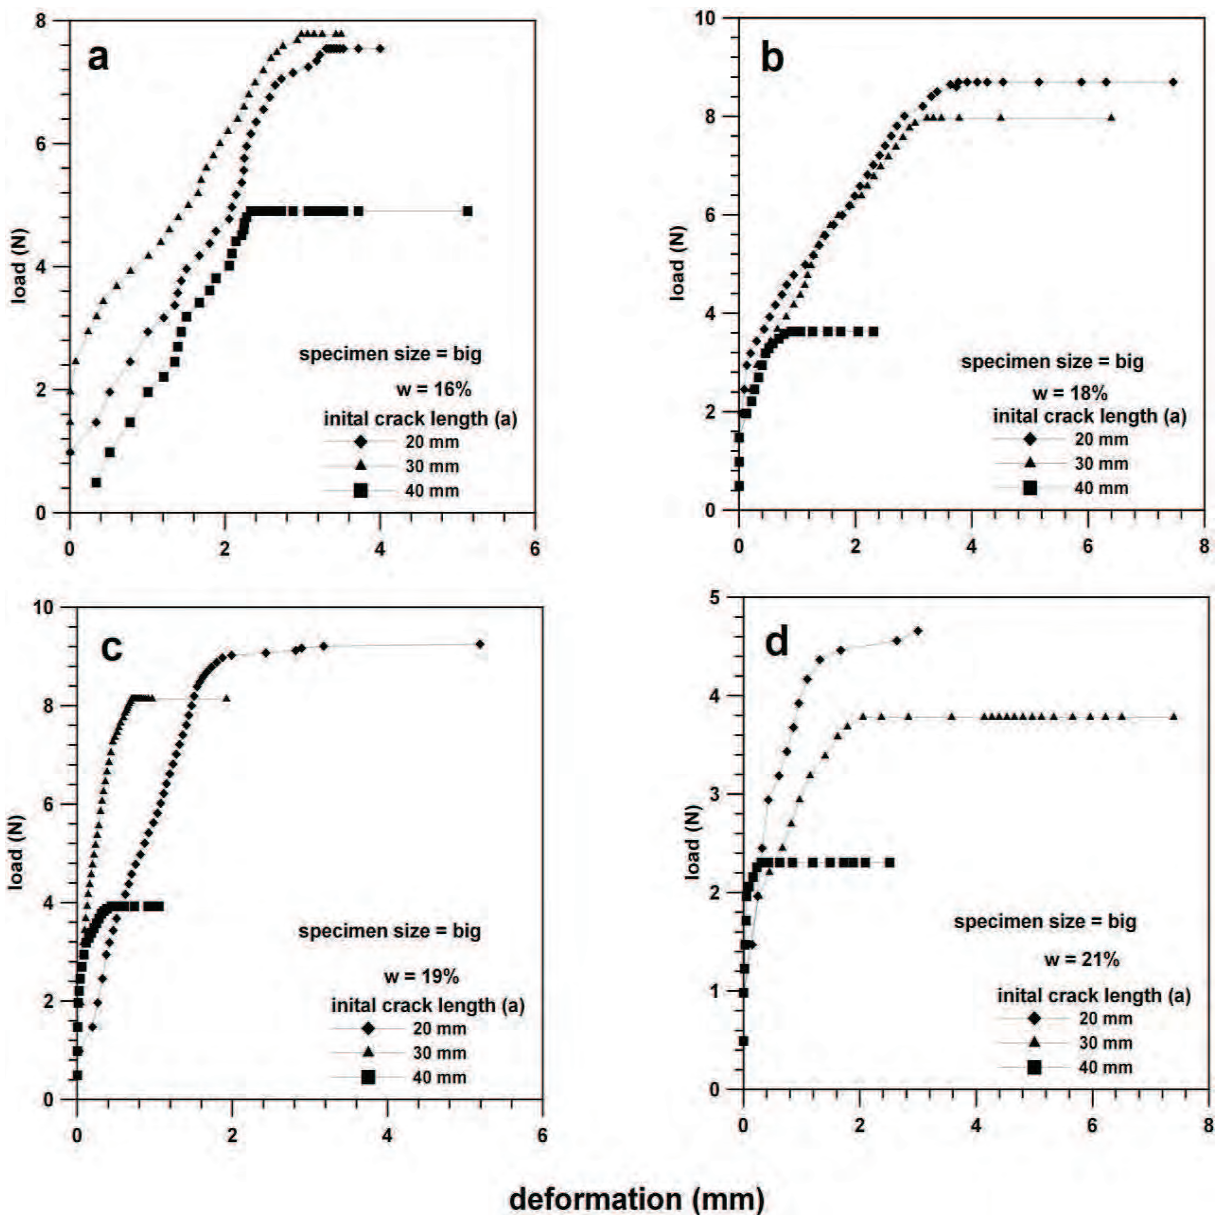 a
8
6
4
2
0
load (N)
specimen size = big
w = 16%
inital crack length (a)
20 mm
30 mm
40 mm
0 2 4 6
b
10
8
6
4
2
0
load (N)
specimen size = big
w = 18%
inital crack length (a)
20 mm
30 mm
40 mm
0 2 4 6 8
c
10
8
6
4
2
0
load (N)
specimen size = big
w = 19%
inital crack length (a)
20 mm
30 mm
40 mm
0 2 4 6
d
5
4
3
2
1
0
load (N)
specimen size = big
w = 21%
inital crack length (a)
20 mm
30 mm
40 mm
0 2 4 6 8
deformation (mm)